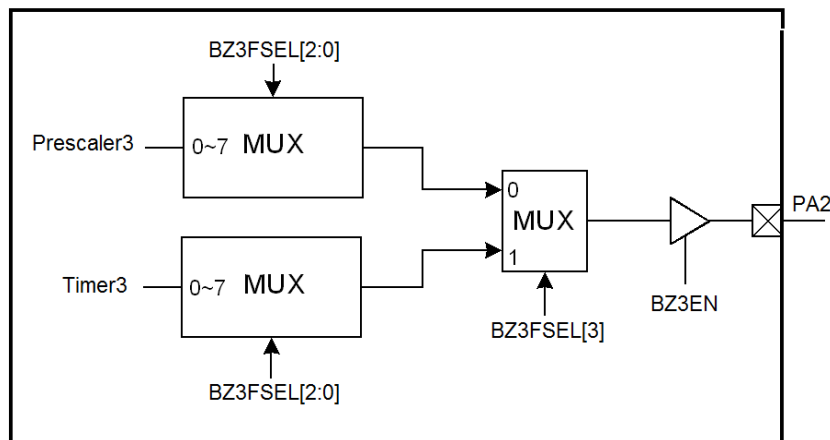 BZ3FSEL[2:0]
Prescaler3
0~7 MUX
0
MUX
1
PA2
Timer3
0~7 MUX
BZ3EN
BZ3FSEL[3]
BZ3FSEL[2:0]